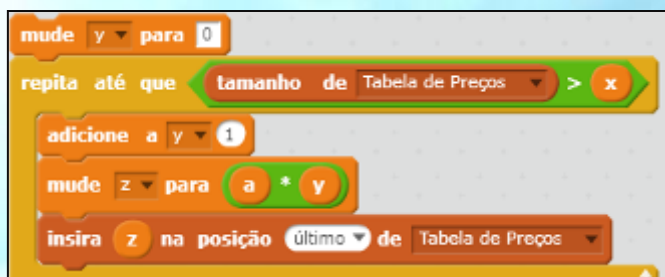 mude y para 0
repita até que tamanho de Tabela de Preços > x
adicione a y 1
mude z para a * y
insira z na posição último de Tabela de Preços